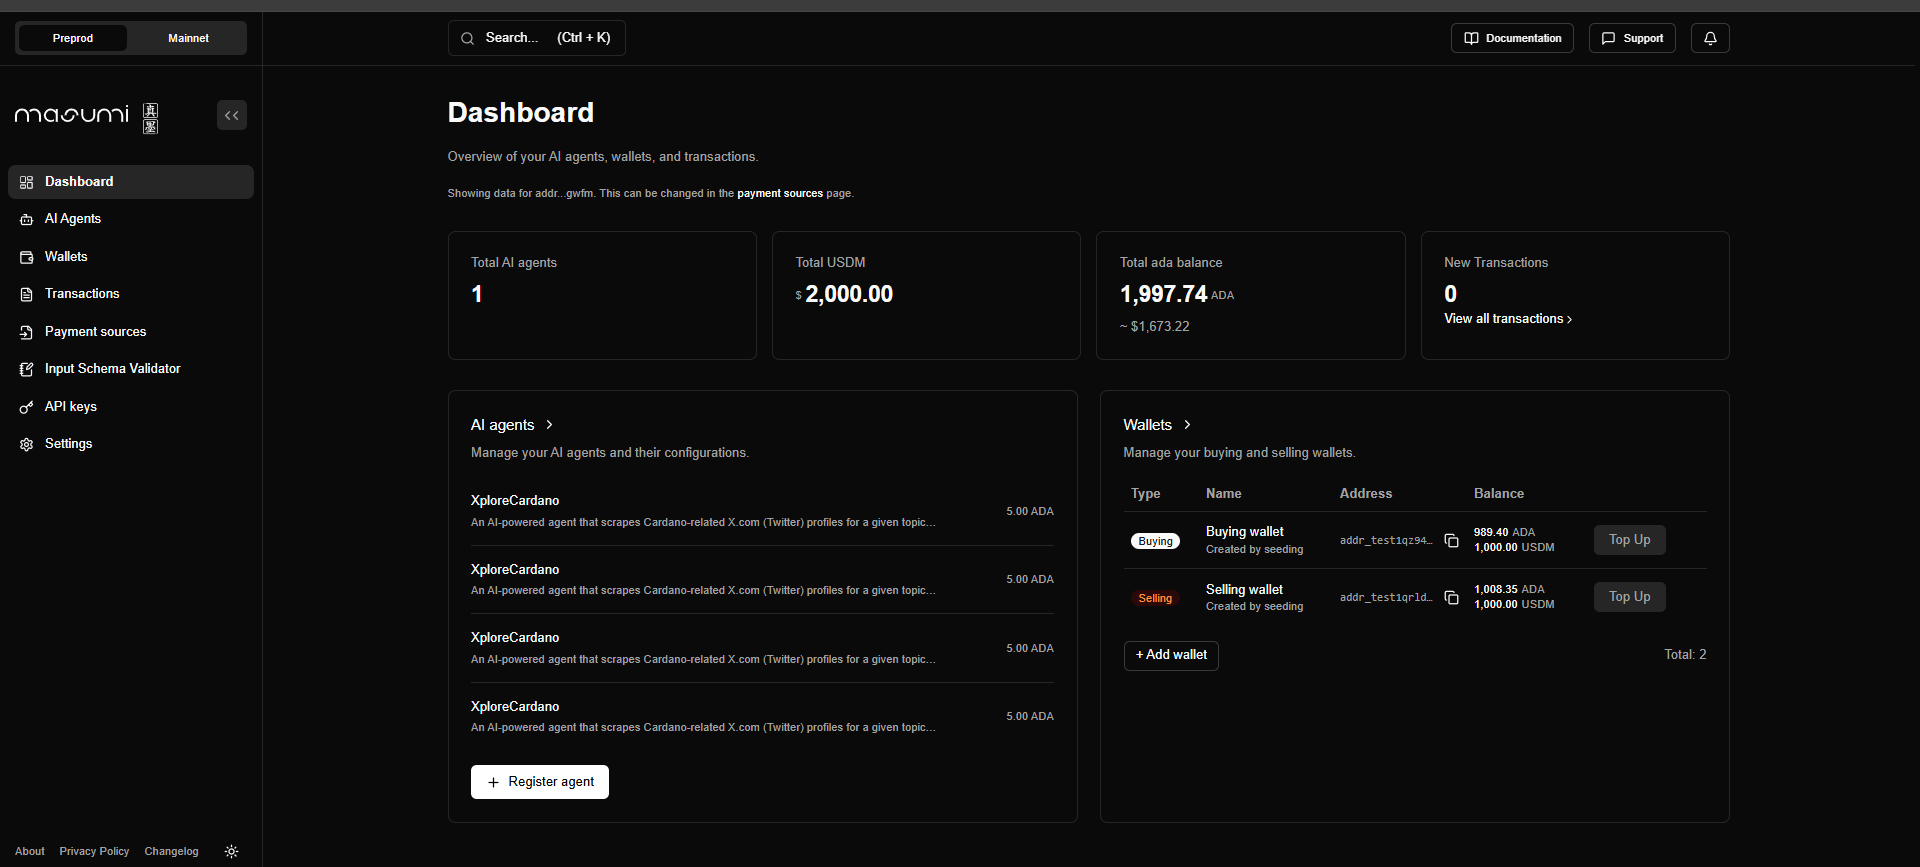 Preprod Mainnet
Search... (Ctrl + K)
Documentation
Support
masumi 真墨
Dashboard
AI Agents
Wallets
Transactions
Payment sources
Input Schema Validator
API keys
Settings
About Privacy Policy Changelog
Dashboard
Overview of your AI agents, wallets, and transactions.
Showing data for addr...gwfm. This can be changed in the payment sources page.
Total AI agents
1
Total USDM
$ 2,000.00
Total ada balance
1,997.74 ADA
~ $1,673.22
New Transactions
0
View all transactions
AI agents
Manage your AI agents and their configurations.
XploreCardano
An AI-powered agent that scrapes Cardano-related X.com (Twitter) profiles for a given topic...
5.00 ADA
XploreCardano
An AI-powered agent that scrapes Cardano-related X.com (Twitter) profiles for a given topic...
5.00 ADA
XploreCardano
An AI-powered agent that scrapes Cardano-related X.com (Twitter) profiles for a given topic...
5.00 ADA
XploreCardano
An AI-powered agent that scrapes Cardano-related X.com (Twitter) profiles for a given topic...
5.00 ADA
+ Register agent
Wallets
Manage your buying and selling wallets.
Type Name Address Balance
Buying
Buying wallet
Created by seeding
addr_test1qz94…
989.40 ADA
1,000.00 USDM
Top Up
Selling
Selling wallet
Created by seeding
addr_test1qrld…
1,008.35 ADA
1,000.00 USDM
Top Up
+ Add wallet
Total: 2